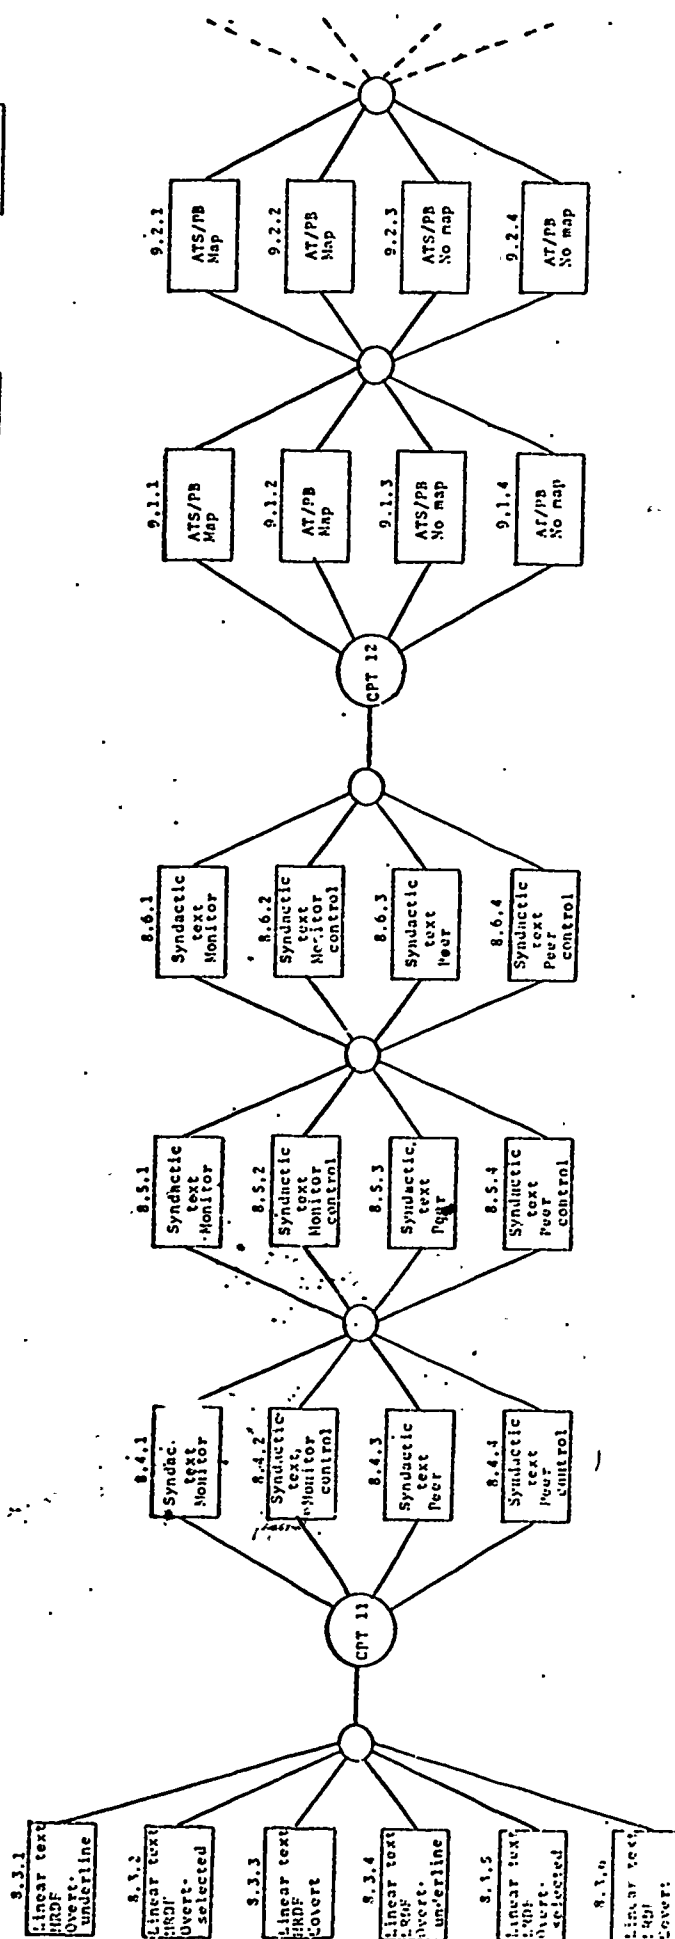 8.3.1
Linear text
HRDF
Overt-
underline
8.3.2
Linear text
HRDF
Overt-
selected
8.3.3
Linear text
HRDF
Covert
8.3.4
Linear text
LRDF
Overt-
underline
8.3.5
Linear text
LRDF
Overt-
selected
Linear text
LRDF
Covert
CPT 11
8.4.1
Syndac-
text
Monitor
8.4.2
Syndactic
text,
Monitor
control
8.4.3
Syndactic
text
Peer
8.4.4
Syndactic
text
Peer
control
8.5.1
Syndactic
text
Monitor
8.5.2
Syndactic
text
Monitor
control
8.5.3
Syndactic
text
Peer
8.5.4
Syndactic
text
Peer
control
8.6.1
Syndactic
text
Monitor
8.6.2
Syndactic
text
Monitor
control
8.6.3
Syndactic
text
Peer
8.6.4
Syndactic
text
Peer
control
CPT 12
9.1.1
ATS/PB
Map
9.1.2
AT/PB
Map
9.1.3
ATS/PB
No map
9.1.4
AT/PB
No map
9.2.1
ATS/PB
Map
9.2.2
AT/PB
Map
9.2.3
ATS/PB
No map
9.2.4
AT/PB
No map